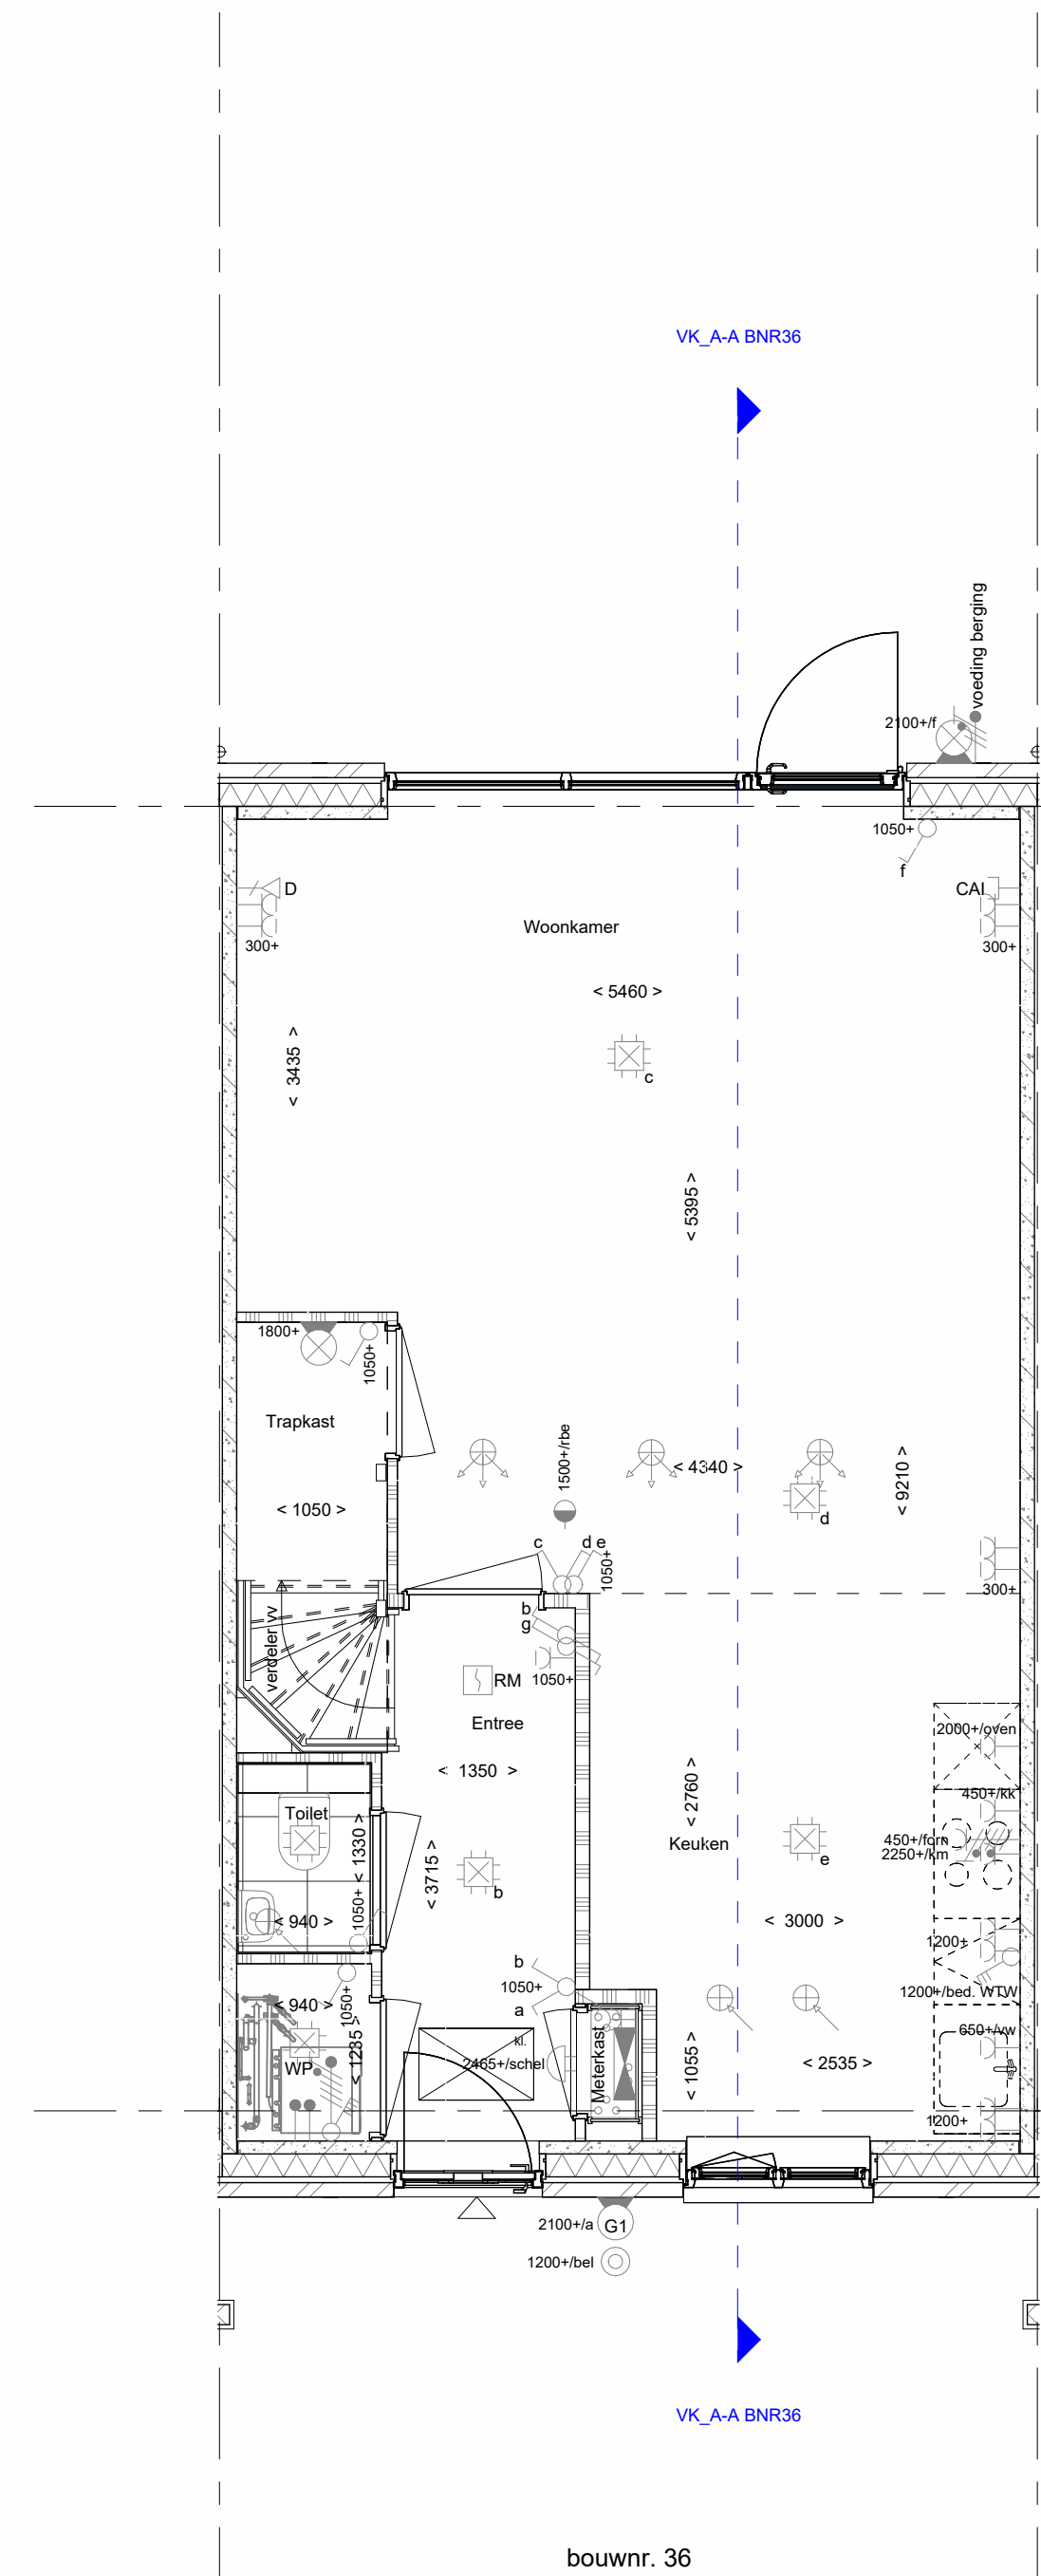 VK_A-A BNR36
voeding berging
2100+/f
1050+
f
D
CAI
300+
300+
Woonkamer
< 5460 >
< 3435 >
c
< 5395 >
1800+
1050+
Trapkast
1500+/rbe
< 4340 >
< 9210 >
< 1050 >
d
c
d e
1050+
300+
b
g
verdeler vv
RM
1050+
Entree
2000+/oven
< 1350 >
< 2760 >
450+/kk
Toilet
< 1330 >
Keuken
450+/forn
2250+/km
e
< 3715 >
b
1050+
< 940 >
< 3000 >
1200+
b
1050+
1200+/bed. WTW
a
< 940 >
1050+
650+/vw
kl.
2465+/schel
Meterkast
< 1055 >
< 2535 >
WP
< 1235 >
1200+
2100+/a
G1
1200+/bel
VK_A-A BNR36
bouwnr. 36